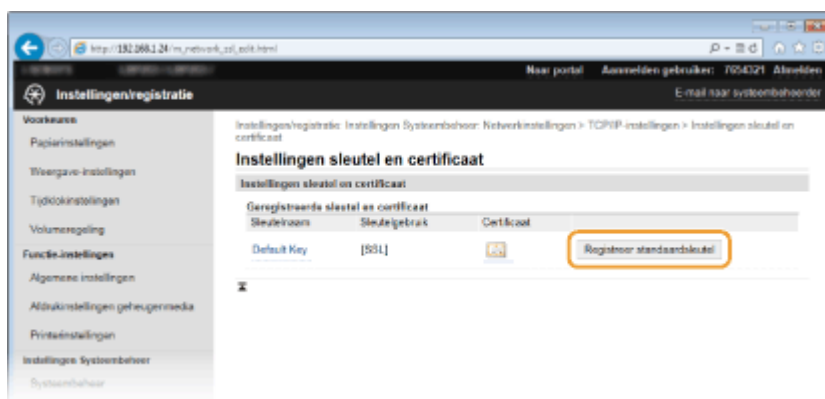 http://192.168.1.24/m_network_ssl_edit.html
Naar portal Aanmelden gebruiker: 7654321 Afmelden
Instellingen/registratie
E-mail naar systeembeheerder
Voorkeuren
Papierinstellingen
Weergave-instellingen
Tijdklokinstellingen
Volumeregeling
Functie-instellingen
Algemene instellingen
Afdrukinstellingen geheugenmedia
Printerinstellingen
Instellingen Systeembeheer
Systeembeheer
Instellingen/registratie: Instellingen Systeembeheer: Netwerkinstellingen > TCP/IP-instellingen > Instellingen sleutel en
certificaat
Instellingen sleutel en certificaat
Instellingen sleutel en certificaat
Geregistreerde sleutel en certificaat
Sleutelnaam Sleutelgebruik Certificaat
Default Key [SSL] Registreer standaardsleutel